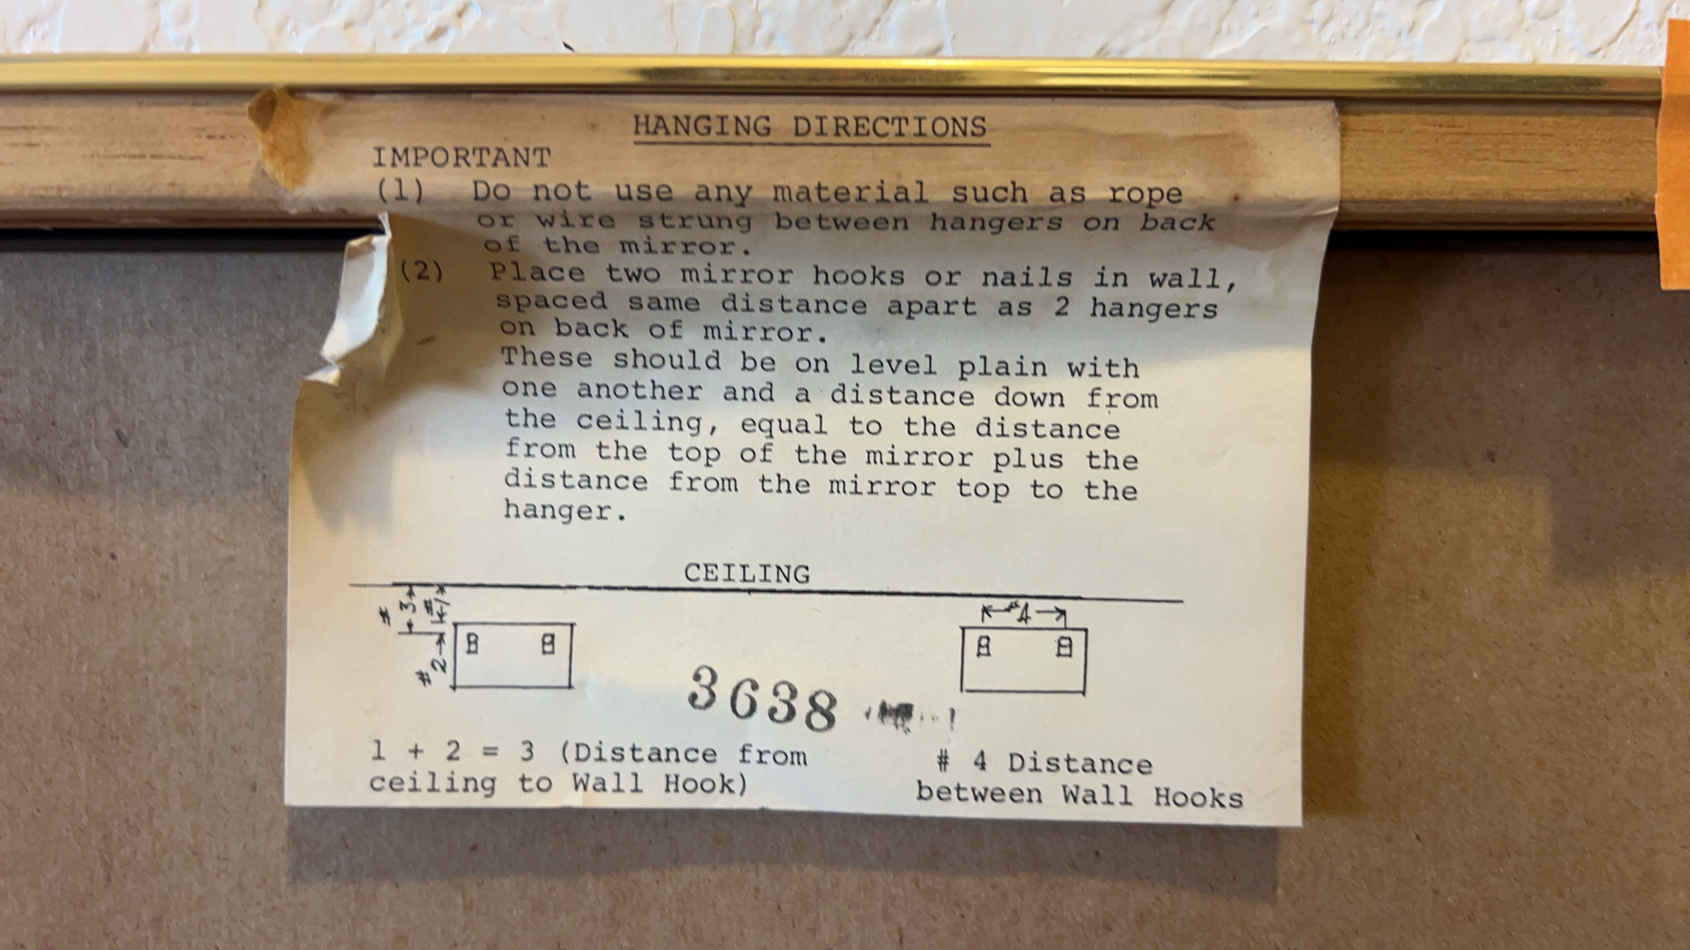 HANGING DIRECTIONS
IMPORTANT
(1) Do not use any material such as rope
or wire strung between hangers on back
of the mirror.
(2) Place two mirror hooks or nails in wall,
spaced same distance apart as 2 hangers
on back of mirror.
These should be on level plain with
one another and a distance down from
the ceiling, equal to the distance
from the top of the mirror plus the
distance from the mirror top to the
hanger.
CEILING
# 3
#1
#2
#4
3638
1 + 2 = 3 (Distance from
ceiling to Wall Hook)
# 4 Distance
between Wall Hooks